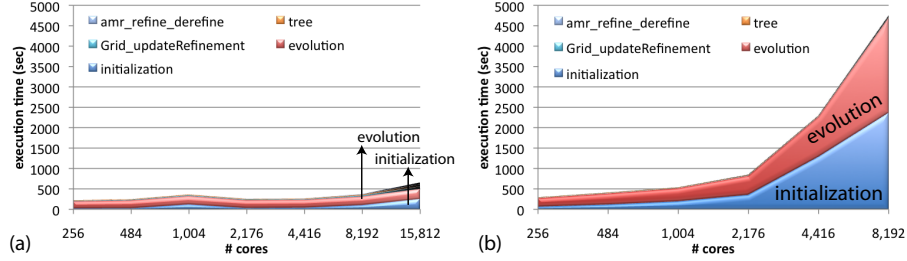 5000
4500
4000
3500
3000
2500
2000
1500
1000
500
0
execution time (sec)
amr_refine_derefine
tree
Grid_updateRefinement
evolution
initialization
evolution
initialization
256 484 1,004 2,176 4,416 8,192 15,812
# cores
(a)
5000
4500
4000
3500
3000
2500
2000
1500
1000
500
0
execution time (sec)
amr_refine_derefine
tree
Grid_updateRefinement
evolution
initialization
evolution
initialization
256 484 1,004 2,176 4,416 8,192
# cores
(b)